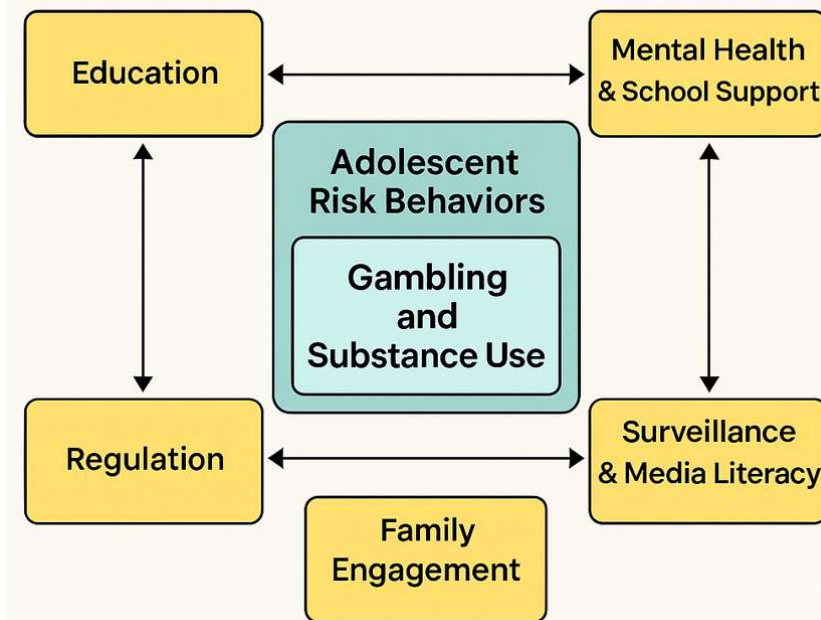 Education
Mental Health
& School Support
Adolescent
Risk Behaviors
Gambling
and
Substance Use
Regulation
Surveillance
& Media Literacy
Family
Engagement